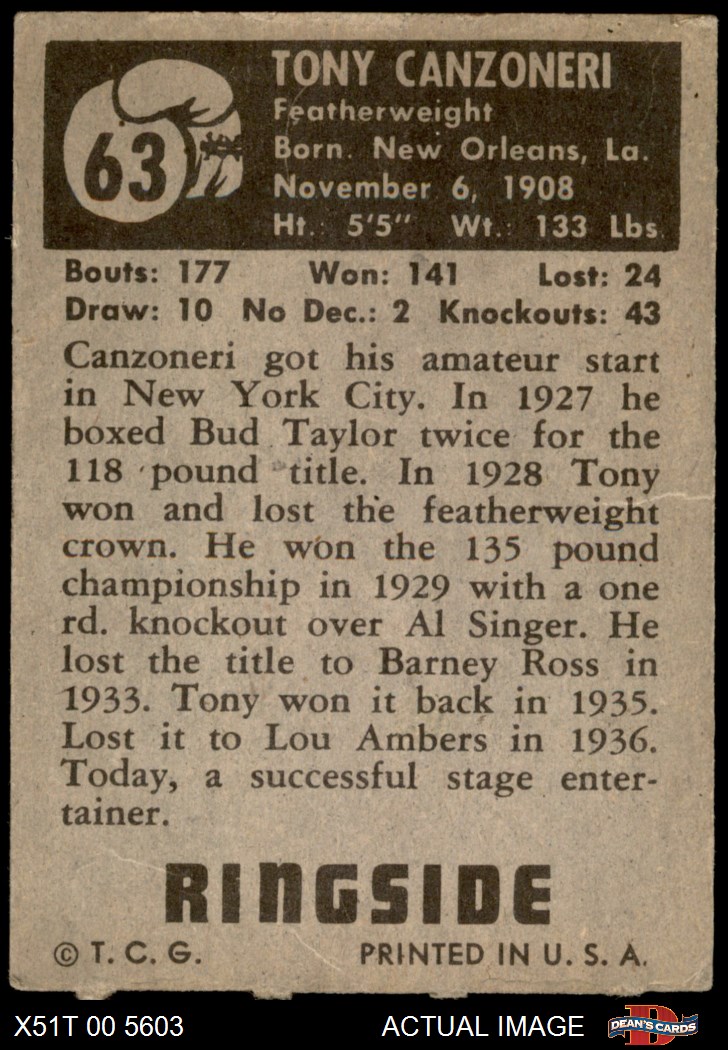 63
TONY CANZONERI
Featherweight
Born. New Orleans, La.
November 6, 1908
Ht.: 5'5" Wt.: 133 Lbs.
Bouts: 177 Won: 141 Lost: 24
Draw: 10 No Dec.: 2 Knockouts: 43
Canzoneri got his amateur start
in New York City. In 1927 he
boxed Bud Taylor twice for the
118 pound title. In 1928 Tony
won and lost the featherweight
crown. He won the 135 pound
championship in 1929 with a one
rd. knockout over Al Singer. He
lost the title to Barney Ross in
1933. Tony won it back in 1935.
Lost it to Lou Ambers in 1936.
Today, a successful stage enter-
tainer.
RINGSIDE
© T. C. G. PRINTED IN U. S. A.
X51T 00 5603 ACTUAL IMAGE D DEAN'S CARDS